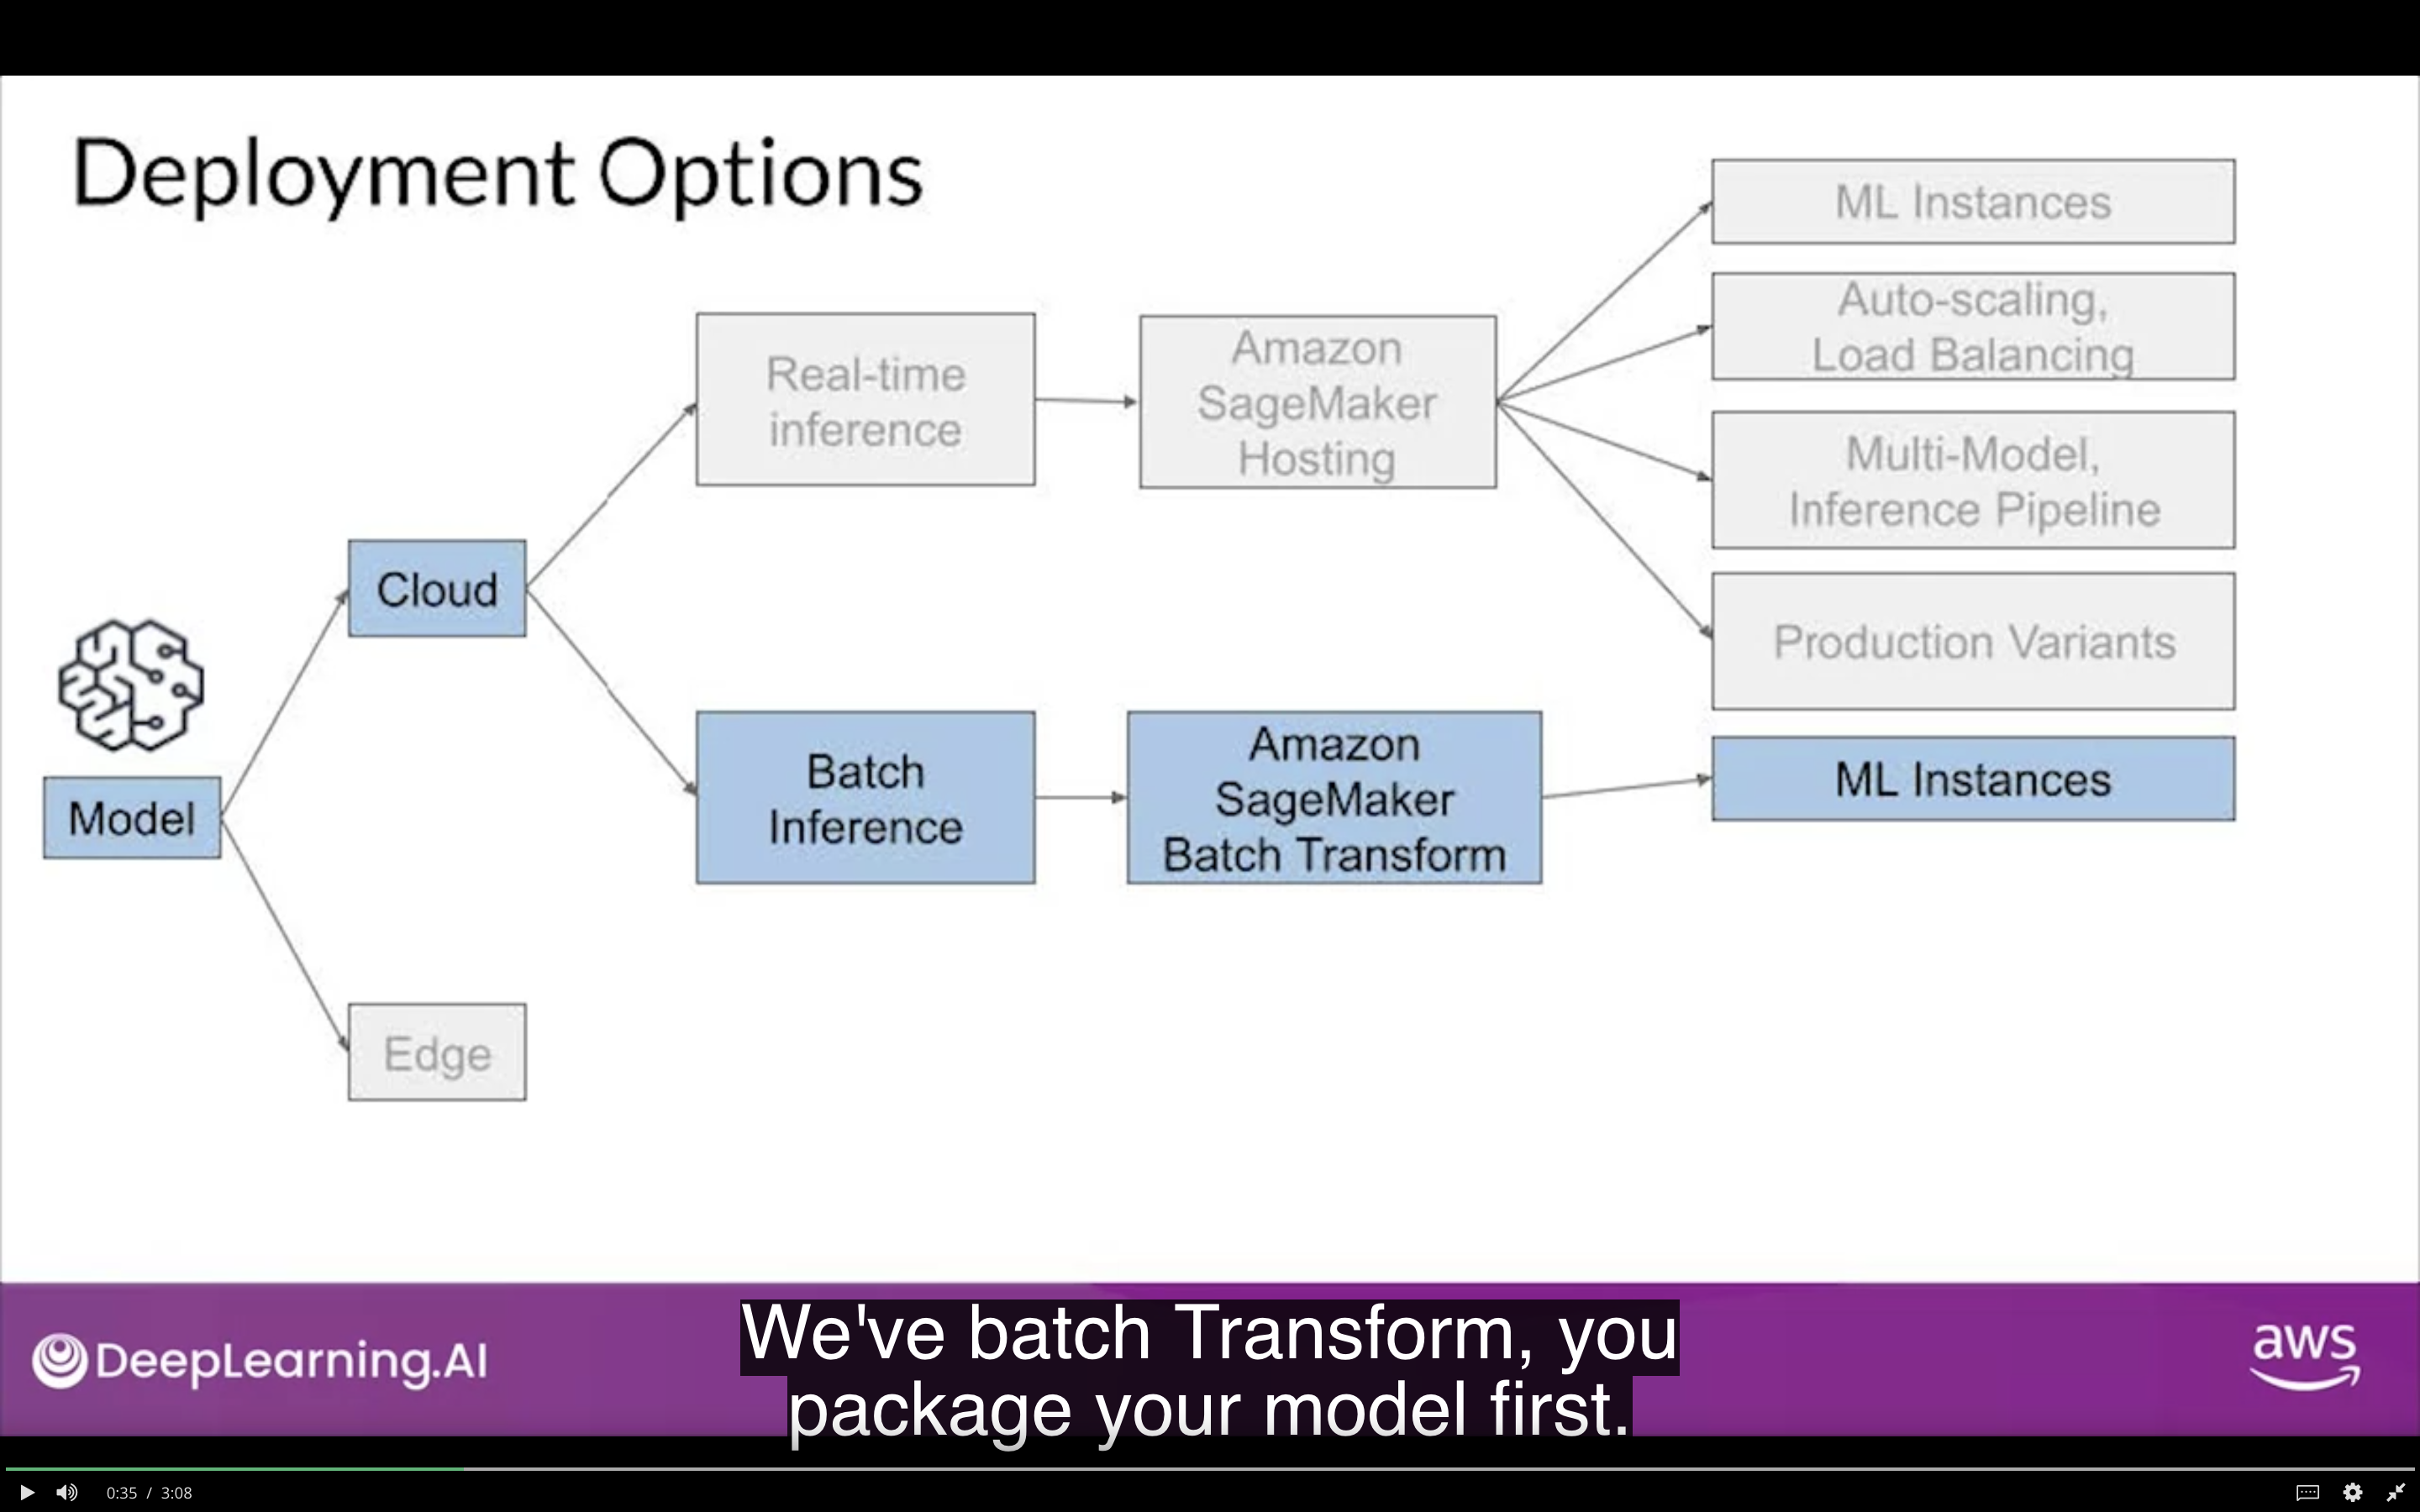 Deployment Options
ML Instances
Auto-scaling,
Load Balancing
Real-time
inference
Amazon
SageMaker
Hosting
Multi-Model,
Inference Pipeline
Cloud
Production Variants
Model
Batch
Inference
Amazon
SageMaker
Batch Transform
ML Instances
Edge
DeepLearning.AI
We've batch Transform, you
package your model first.
aws
0:35 / 3:08